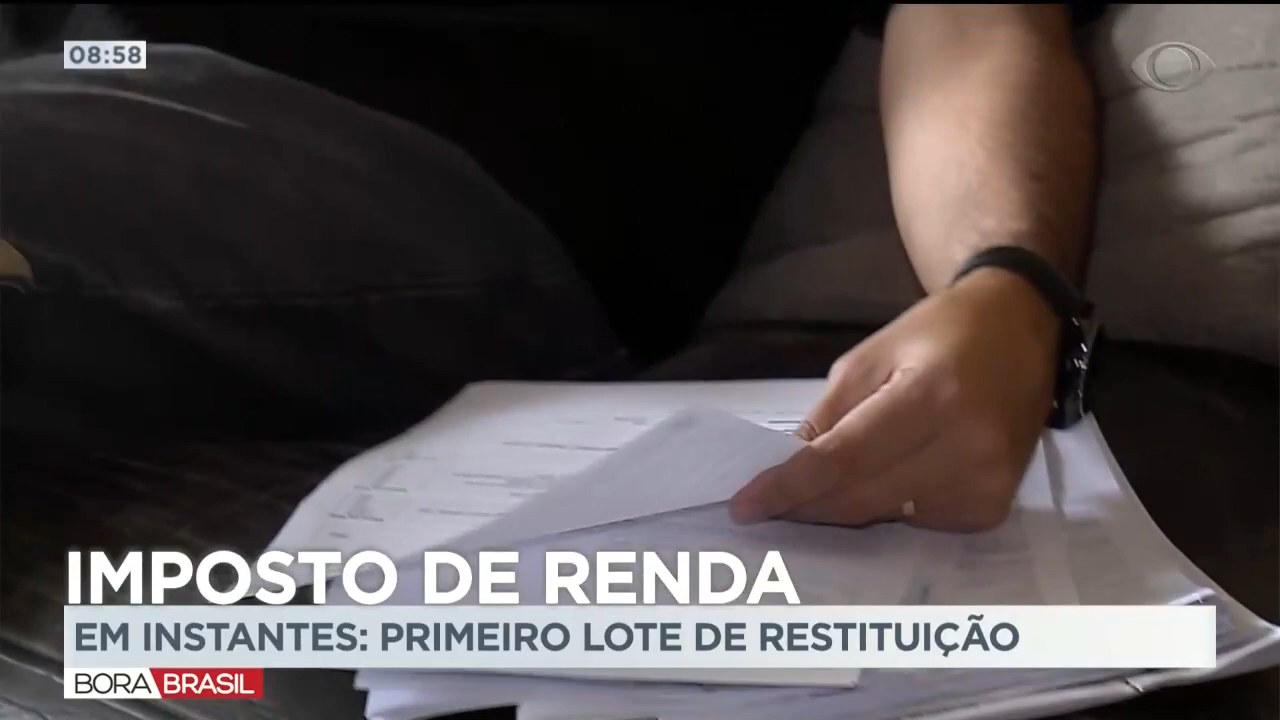 08:58
IMPOSTO DE RENDA
EM INSTANTES: PRIMEIRO LOTE DE RESTITUIÇÃO
BORA BRASIL